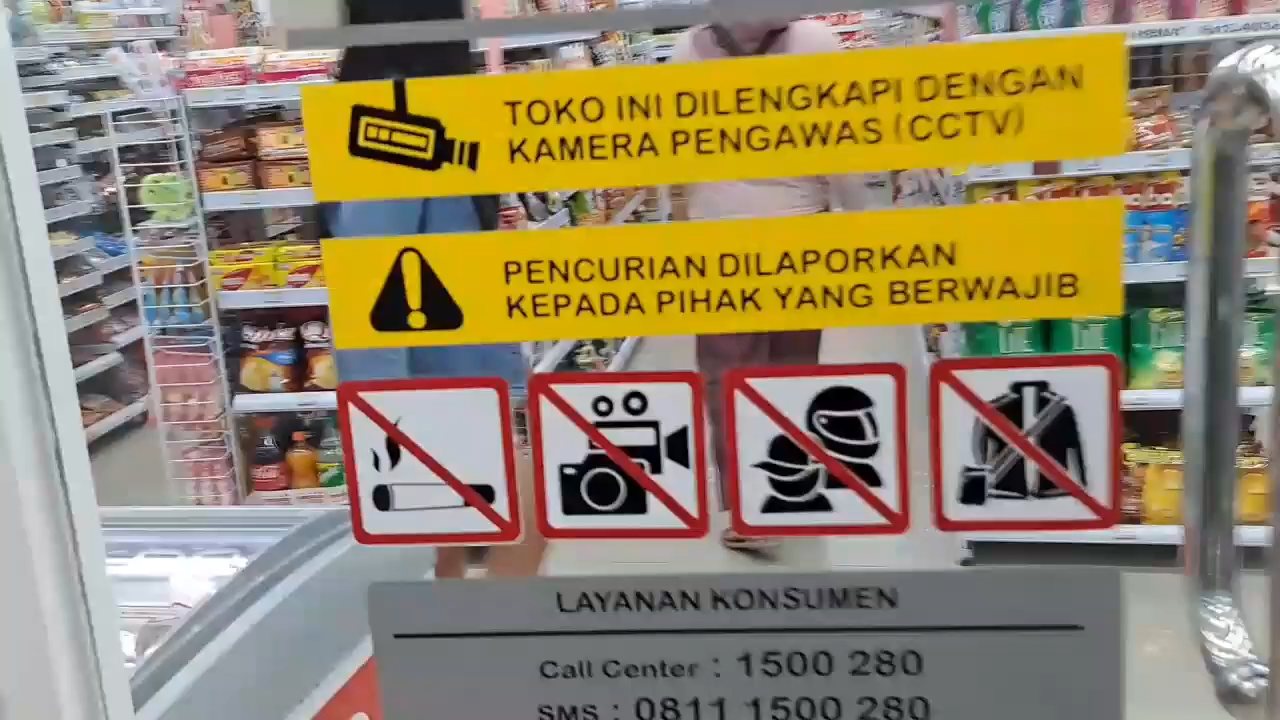 TOKO INI DILENGKAPI DENGAN
KAMERA PENGAWAS (CCTV)
PENCURIAN DILAPORKAN
KEPADA PIHAK YANG BERWAJIB
LAYANAN KONSUMEN
Call Center : 1500 280
SMS : 0811 1500 280